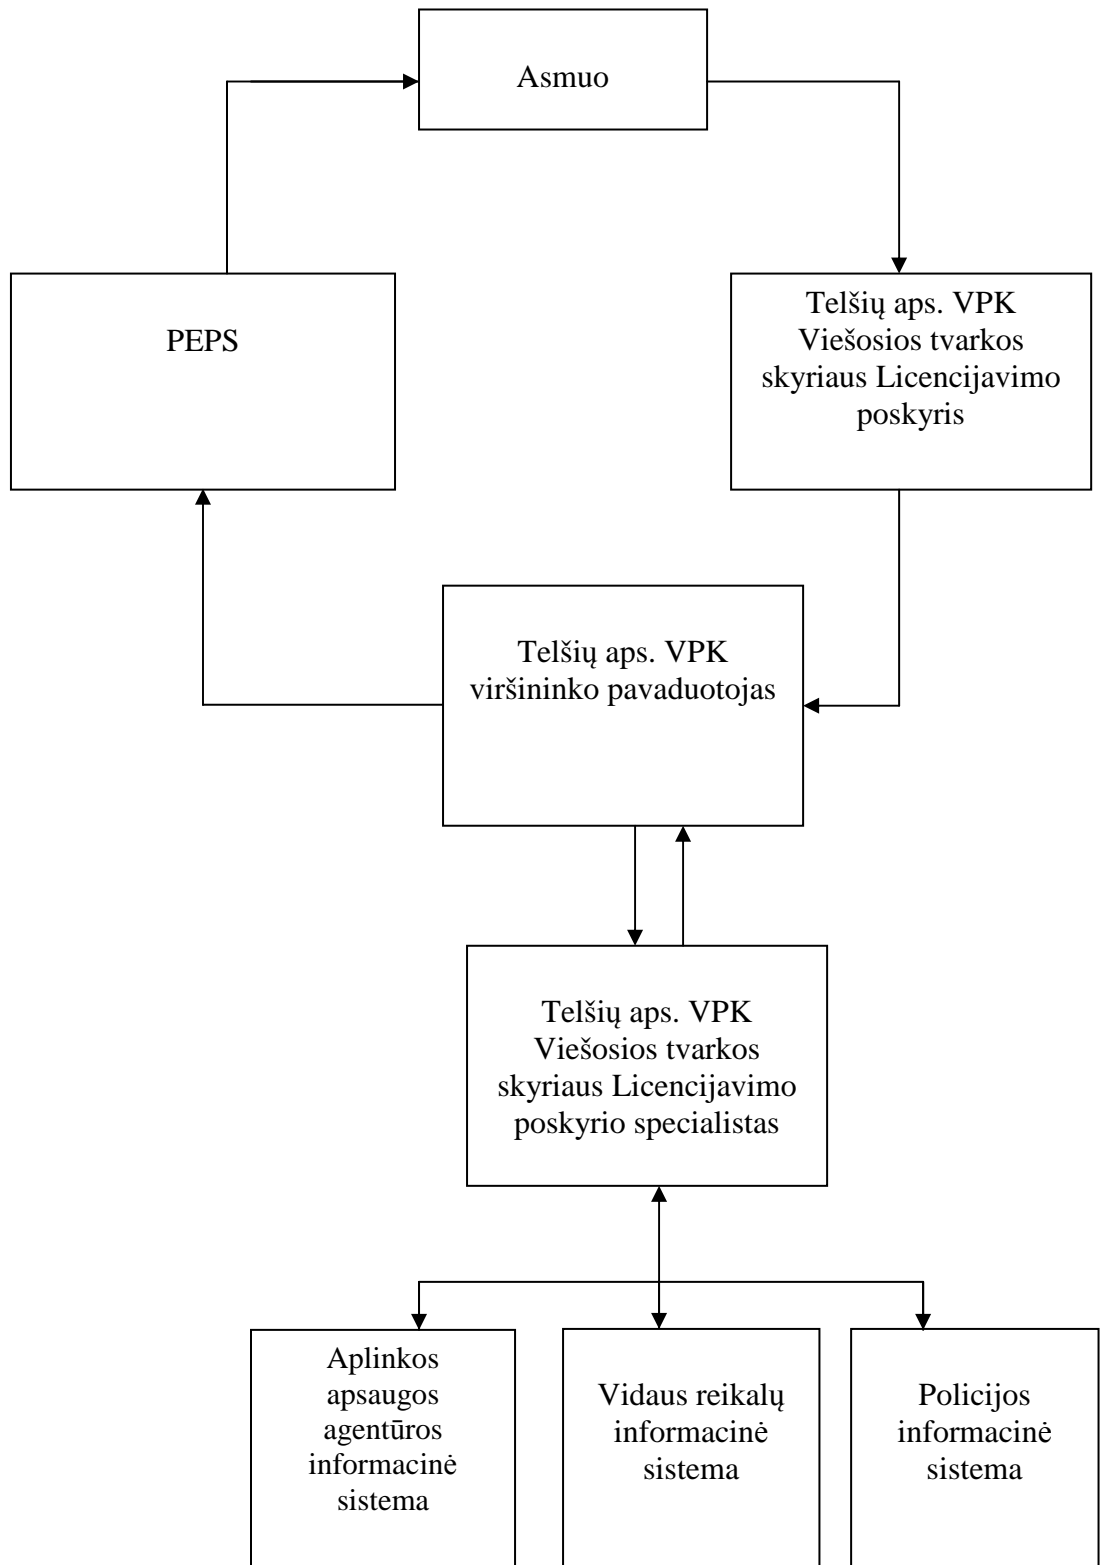 Asmuo
PEPS
Telšių aps. VPK
Viešosios tvarkos
skyriaus Licencijavimo
poskyris
Telšių aps. VPK
viršininko pavaduotojas
Telšių aps. VPK
Viešosios tvarkos
skyriaus Licencijavimo
poskyrio specialistas
Aplinkos
apsaugos
agentūros
informacinė
sistema
Vidaus reikalų
informacinė
sistema
Policijos
informacinė
sistema